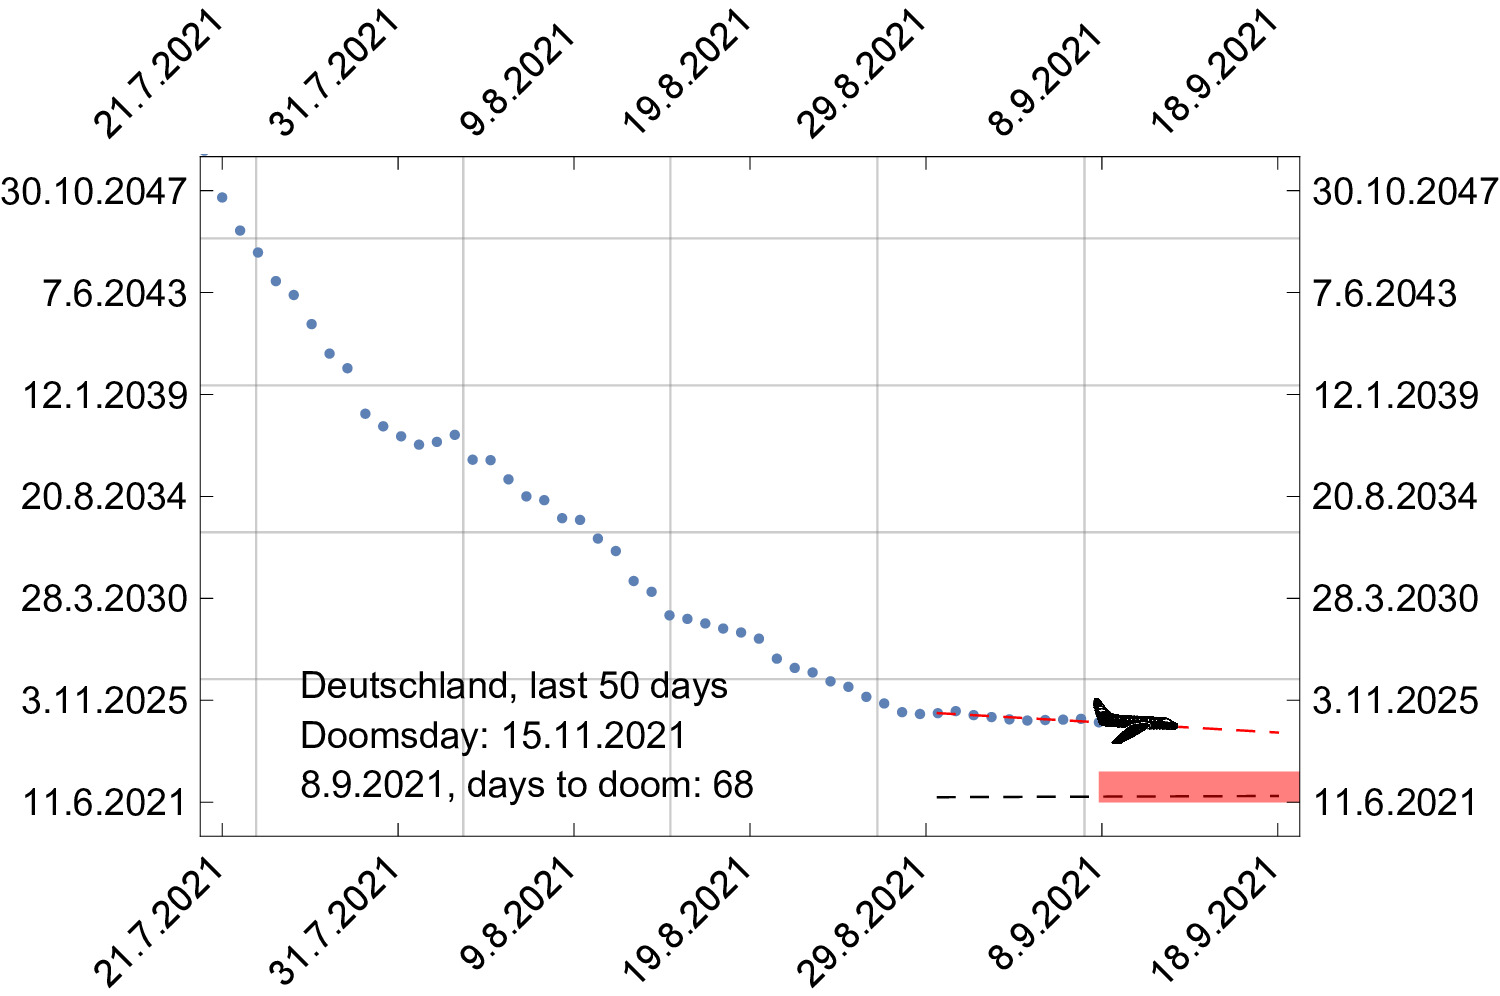 21.7.2021 31.7.2021 9.8.2021 19.8.2021 29.8.2021 8.9.2021 18.9.2021
30.10.2047 30.10.2047
7.6.2043 7.6.2043
12.1.2039 12.1.2039
20.8.2034 20.8.2034
28.3.2030 28.3.2030
Deutschland, last 50 days
3.11.2025 3.11.2025
Doomsday: 15.11.2021
8.9.2021, days to doom: 68
11.6.2021 11.6.2021
21.7.2021 31.7.2021 9.8.2021 19.8.2021 29.8.2021 8.9.2021 18.9.2021